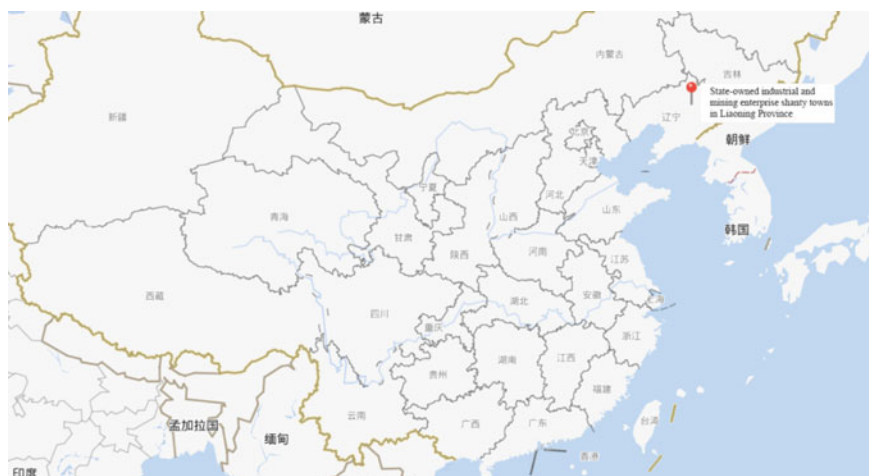 蒙古
内蒙古
吉林
State-owned industrial and
mining enterprise shanty towns
in Liaoning Province
辽宁
新疆
北京
朝鲜
天津
宁夏
河北
青海
山西
山东
甘肃
韩国
陕西
河南
江苏
西藏
四川
湖北
安徽
上海
重庆
浙江
贵州
湖南
江西
福建
云南
孟加拉国
缅甸
广西
广东
台湾
香港
印度